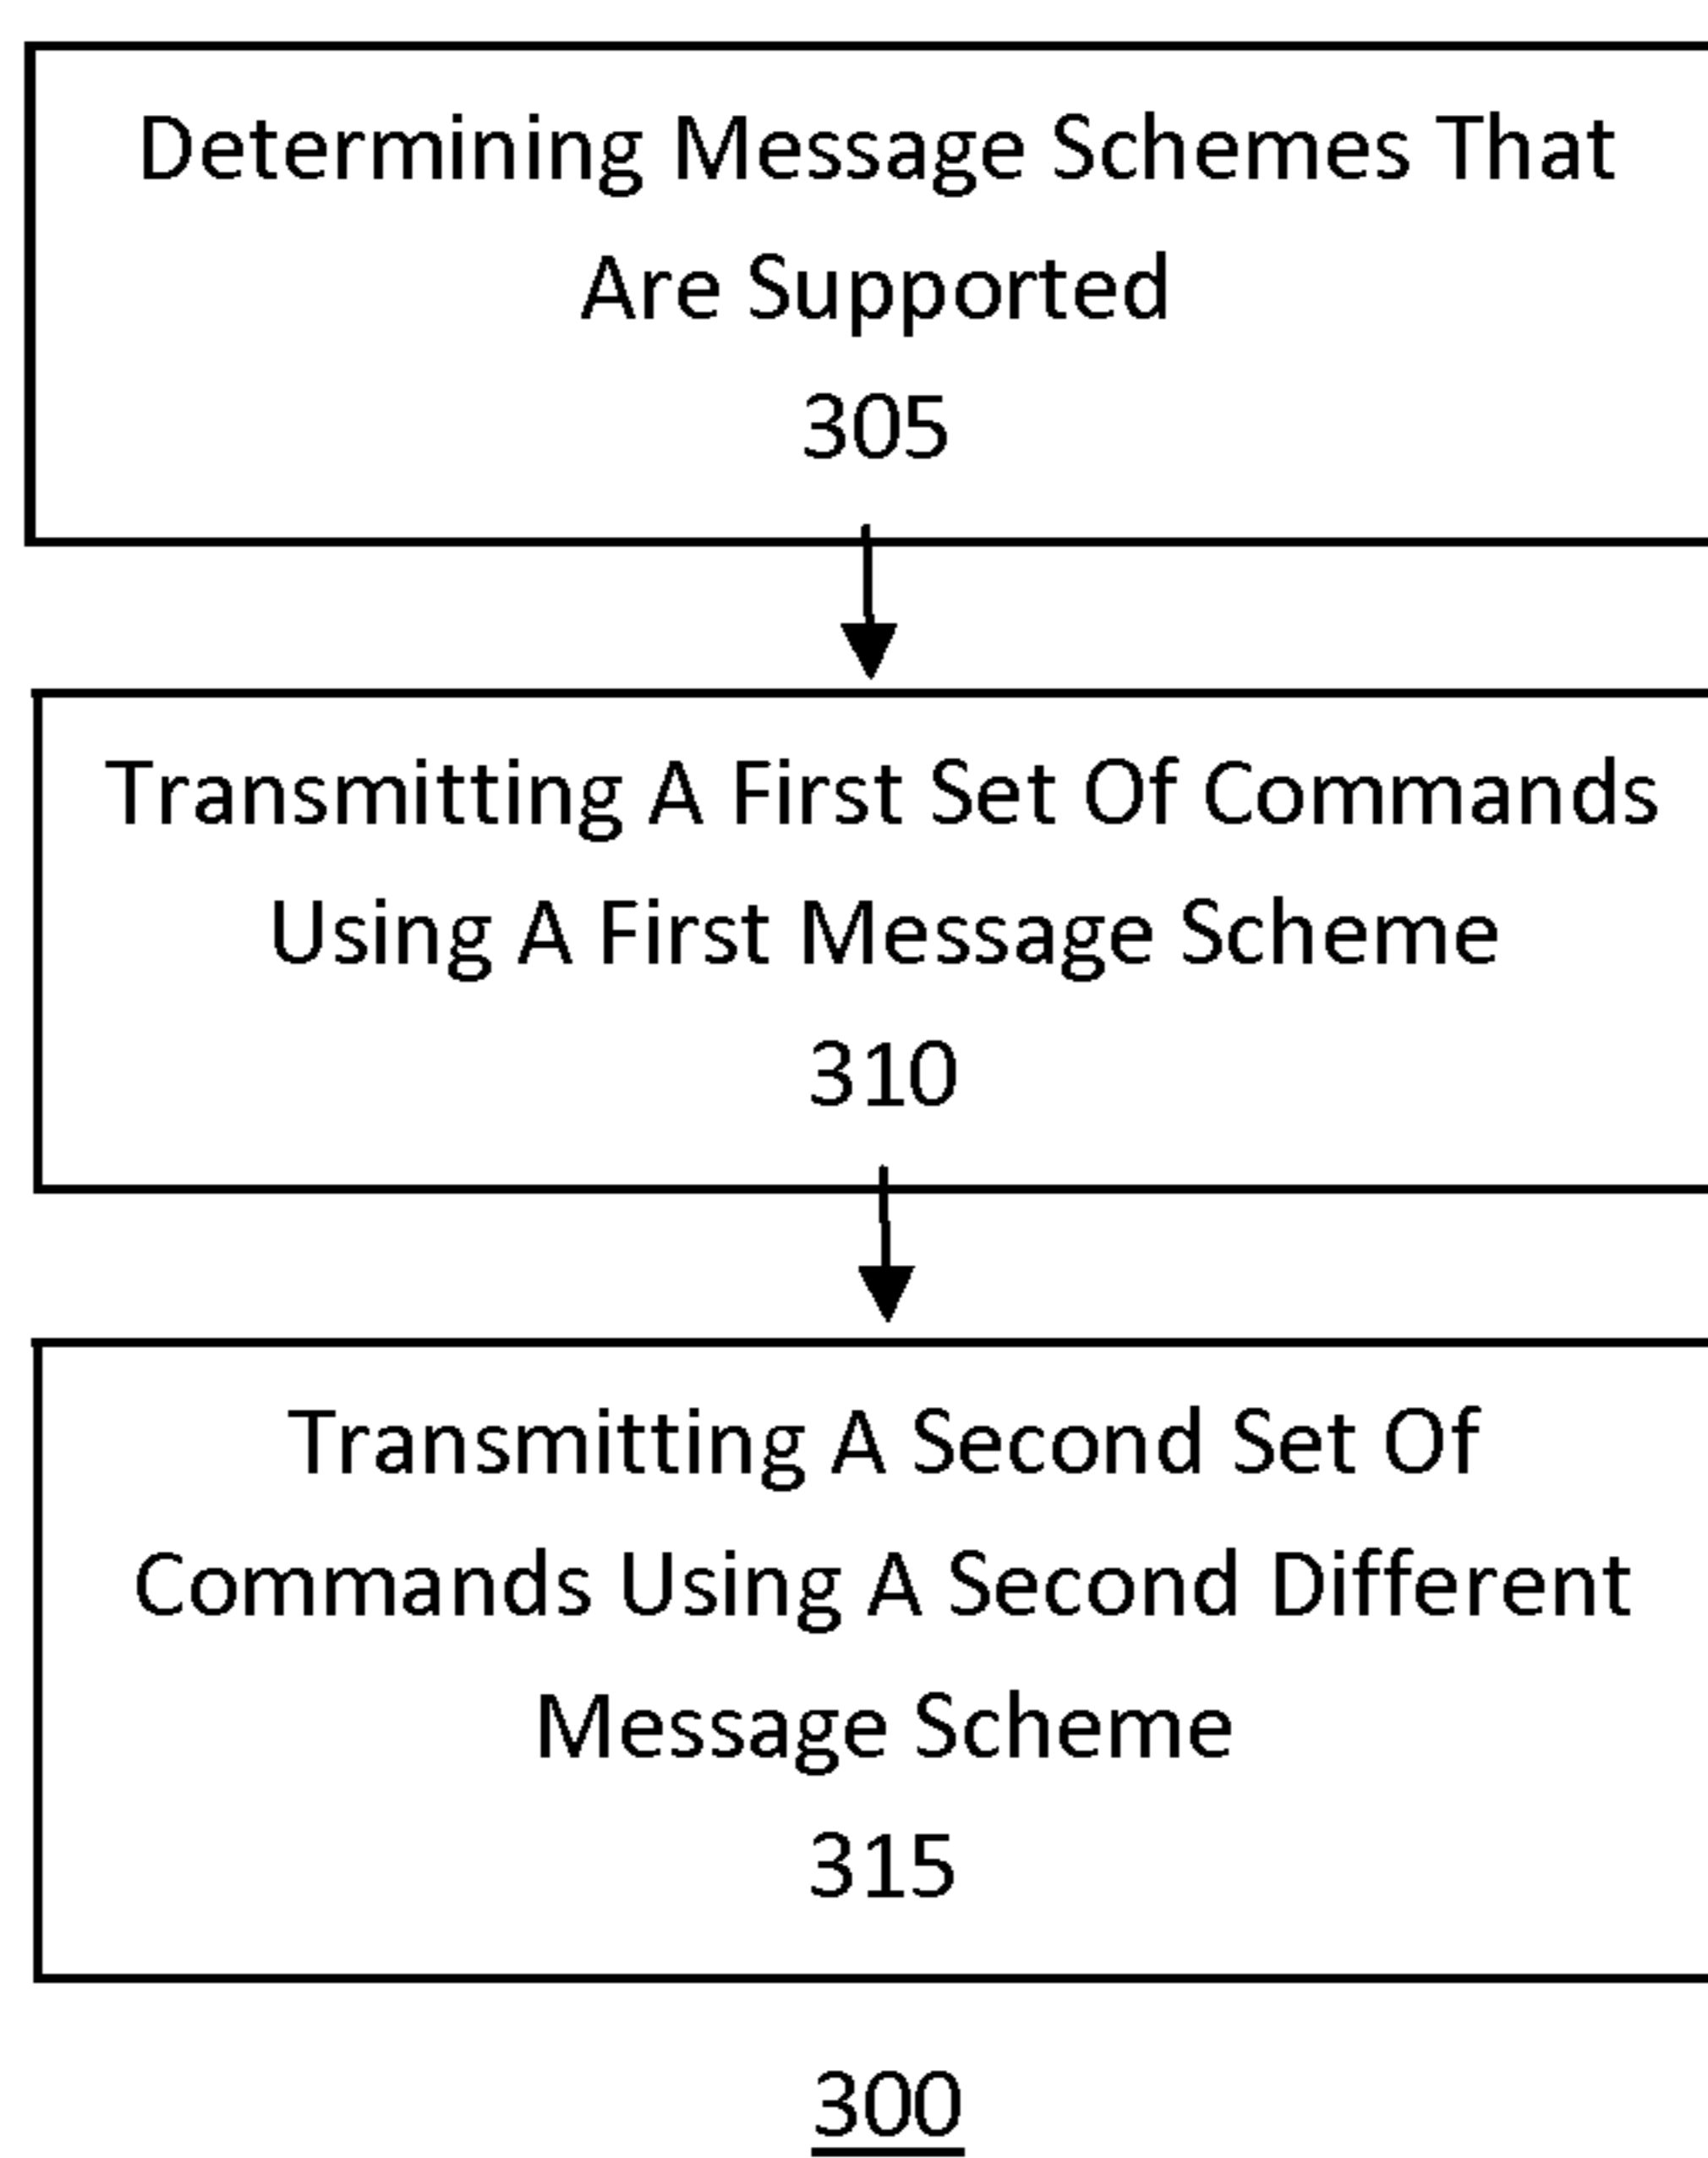 Determining Message Schemes That
Are Supported
305
Transmitting A First Set Of Commands
Using A First Message Scheme
310
Transmitting A Second Set Of
Commands Using A Second Different
Message Scheme
315
300